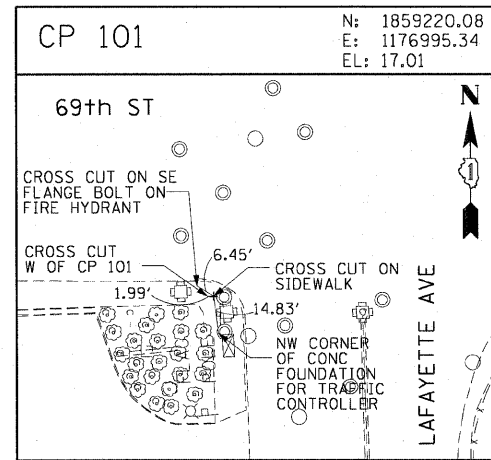 CP 101
N: 1859220.08
E: 1176995.34
EL: 17.01
69th ST
N
1
CROSS CUT ON SE
FLANGE BOLT ON
FIRE HYDRANT
CROSS CUT
W OF CP 101
6.45'
CROSS CUT ON
SIDEWALK
1.99'
14.83'
NW CORNER
OF CONC
FOUNDATION
FOR TRAFFIC
CONTROLLER
LAFAYETTE AVE